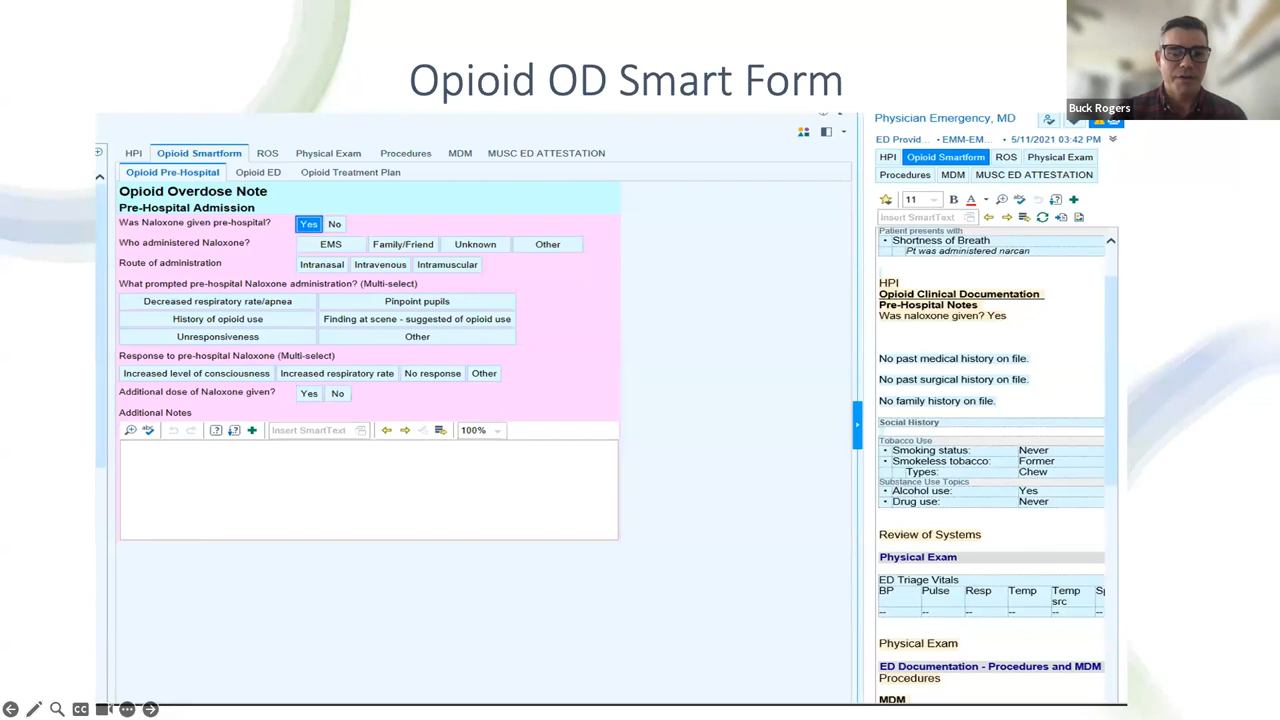 Opioid OD Smart Form
Buck Rogers
HPI Opioid Smartform ROS Physical Exam Procedures MDM MUSC ED ATTESTATION
Opioid Pre-Hospital Opioid ED Opioid Treatment Plan
Opioid Overdose Note
Pre-Hospital Admission
Was Naloxone given pre-hospital? Yes No
Who administered Naloxone? EMS Family/Friend Unknown Other
Route of administration Intranasal Intravenous Intramuscular
What prompted pre-hospital Naloxone administration? (Multi-select)
Decreased respiratory rate/apnea Pinpoint pupils
History of opioid use Finding at scene - suggested of opioid use
Unresponsiveness Other
Response to pre-hospital Naloxone (Multi-select)
Increased level of consciousness Increased respiratory rate No response Other
Additional dose of Naloxone given? Yes No
Additional Notes
Insert SmartText 100%
Physician Emergency, MD
ED Provid... • EMM-EM... • 5/11/2021 03:42 PM
HPI Opioid Smartform ROS Physical Exam
Procedures MDM MUSC ED ATTESTATION
11 B A
Insert SmartText
Patient presents with
• Shortness of Breath
Pt was administered narcan
HPI
Opioid Clinical Documentation
Pre-Hospital Notes
Was naloxone given? Yes
No past medical history on file.
No past surgical history on file.
No family history on file.
Social History
Tobacco Use
• Smoking status: Never
• Smokeless tobacco: Former
Types: Chew
Substance Use Topics
• Alcohol use: Yes
• Drug use: Never
Review of Systems
Physical Exam
ED Triage Vitals
BP Pulse Resp Temp Temp
src
-- -- -- -- --
Physical Exam
ED Documentation - Procedures and MDM
Procedures
MDM
CC